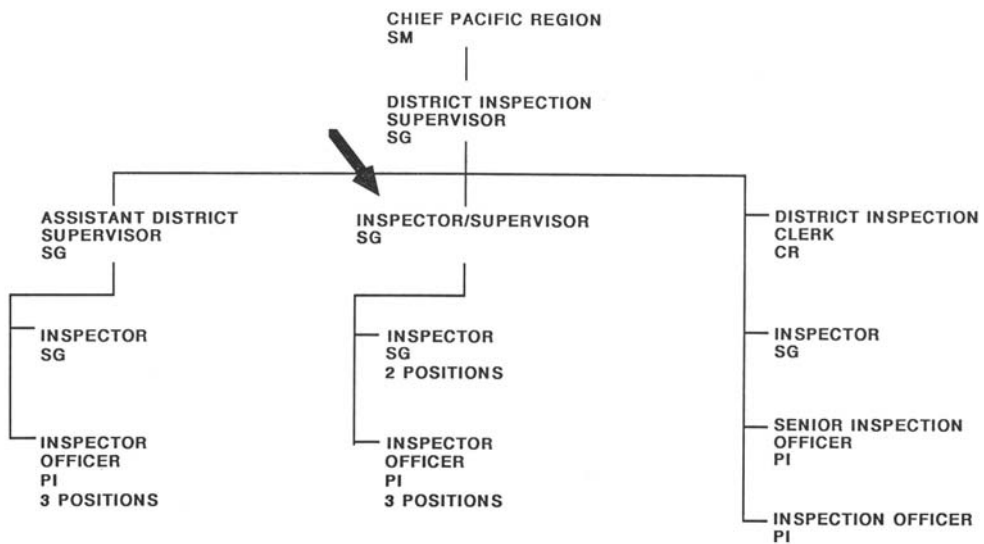 CHIEF PACIFIC REGION
SM
DISTRICT INSPECTION
SUPERVISOR
SG
ASSISTANT DISTRICT
SUPERVISOR
SG
INSPECTOR
SG
INSPECTOR
OFFICER
PI
3 POSITIONS
INSPECTOR/SUPERVISOR
SG
INSPECTOR
SG
2 POSITIONS
INSPECTOR
OFFICER
PI
3 POSITIONS
DISTRICT INSPECTION
CLERK
CR
INSPECTOR
SG
SENIOR INSPECTION
OFFICER
PI
INSPECTION OFFICER
PI